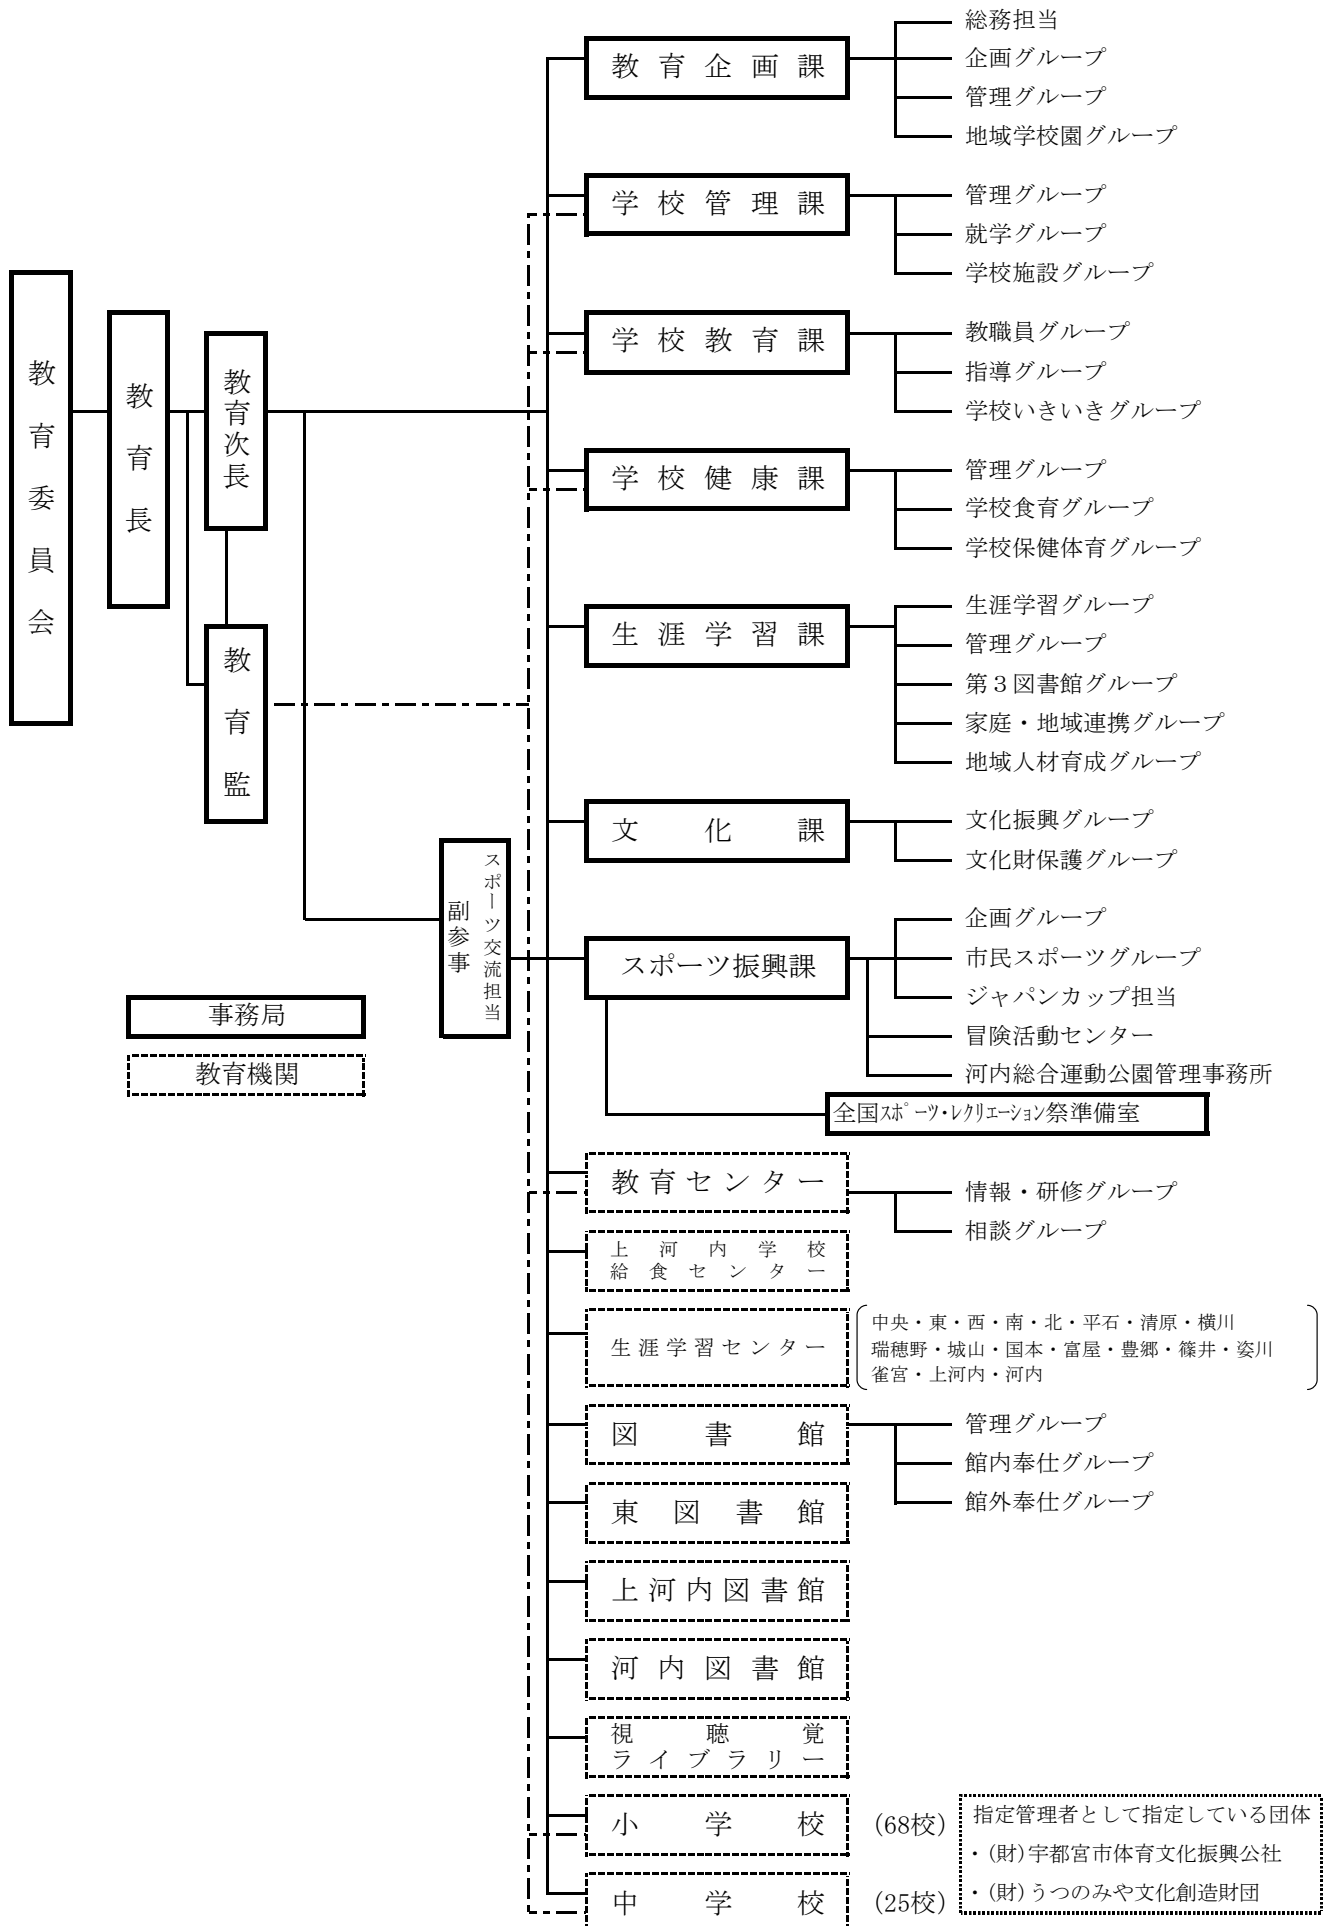 教育委員会
教育長
教育次長
教育監
副参事
スポーツ交流担当
事務局
教育機関
教育企画課
総務担当
企画グループ
管理グループ
地域学校園グループ
学校管理課
管理グループ
就学グループ
学校施設グループ
学校教育課
教職員グループ
指導グループ
学校いきいきグループ
学校健康課
管理グループ
学校食育グループ
学校保健体育グループ
生涯学習課
生涯学習グループ
管理グループ
第３図書館グループ
家庭・地域連携グループ
地域人材育成グループ
文化課
文化振興グループ
文化財保護グループ
スポーツ振興課
企画グループ
市民スポーツグループ
ジャパンカップ担当
冒険活動センター
河内総合運動公園管理事務所
全国ｽﾎﾟｰﾂ・ﾚｸﾘｴｰｼｮﾝ祭準備室
教育センター
情報・研修グループ
相談グループ
上河内学校
給食センター
生涯学習センター
中央・東・西・南・北・平石・清原・横川
瑞穂野・城山・国本・富屋・豊郷・篠井・姿川
雀宮・上河内・河内
図書館
管理グループ
館内奉仕グループ
館外奉仕グループ
東図書館
上河内図書館
河内図書館
視聴覚
ライブラリー
小学校
(68校)
中学校
(25校)
指定管理者として指定している団体
・(財)宇都宮市体育文化振興公社
・(財)うつのみや文化創造財団